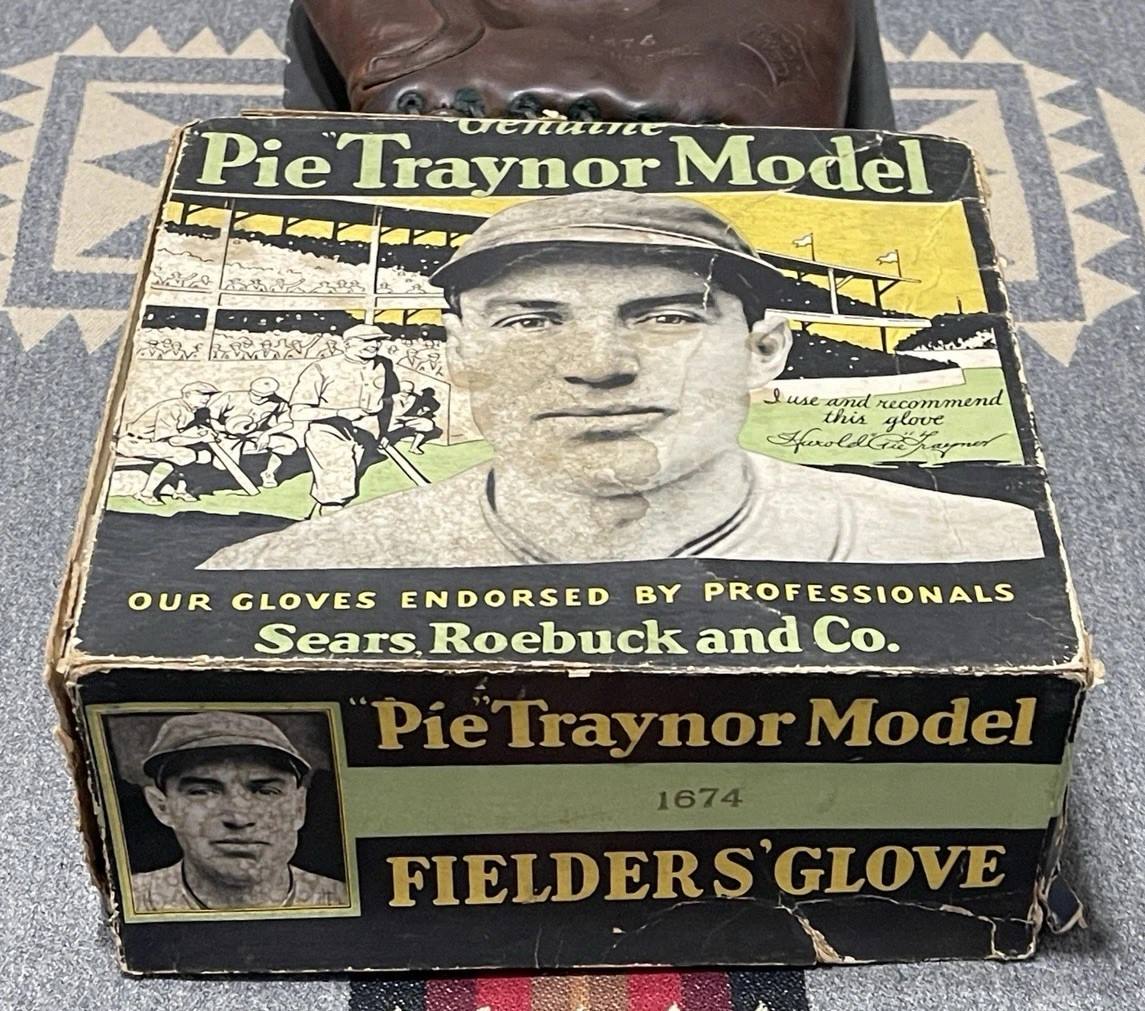 Genuine
"Pie" Traynor Model
I use and recommend
this glove
Harold "Pie" Traynor
OUR GLOVES ENDORSED BY PROFESSIONALS
Sears, Roebuck and Co.
"Pie" Traynor Model
1674
FIELDERS' GLOVE